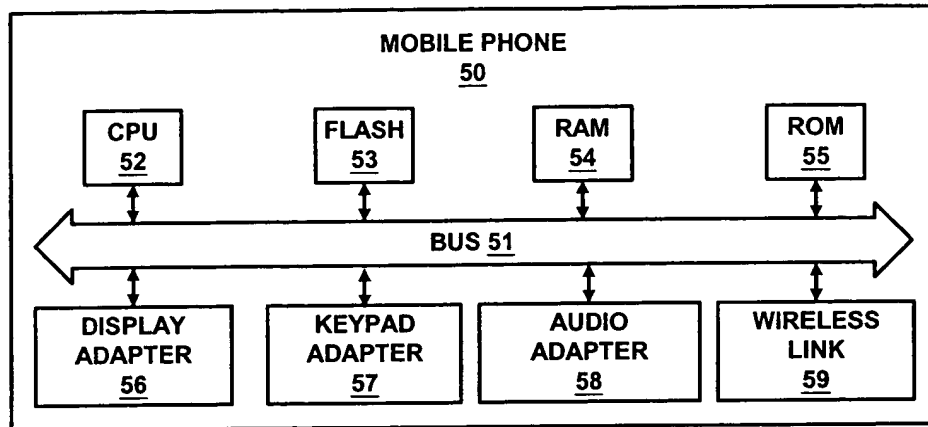 MOBILE PHONE
50
CPU
52
FLASH
53
RAM
54
ROM
55
BUS 51
DISPLAY
ADAPTER
56
KEYPAD
ADAPTER
57
AUDIO
ADAPTER
58
WIRELESS
LINK
59